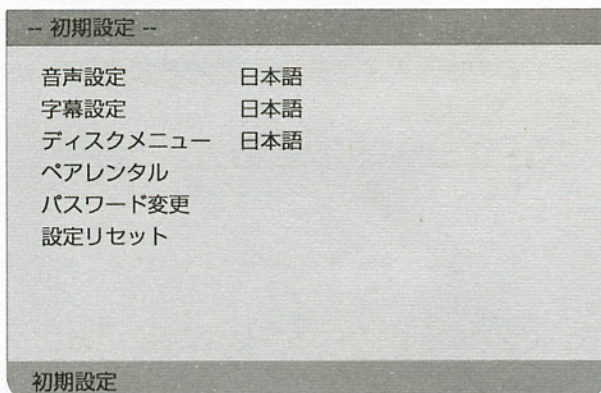 -- 初期設定 --
音声設定 日本語
字幕設定 日本語
ディスクメニュー 日本語
ペアレンタル
パスワード変更
設定リセット
初期設定